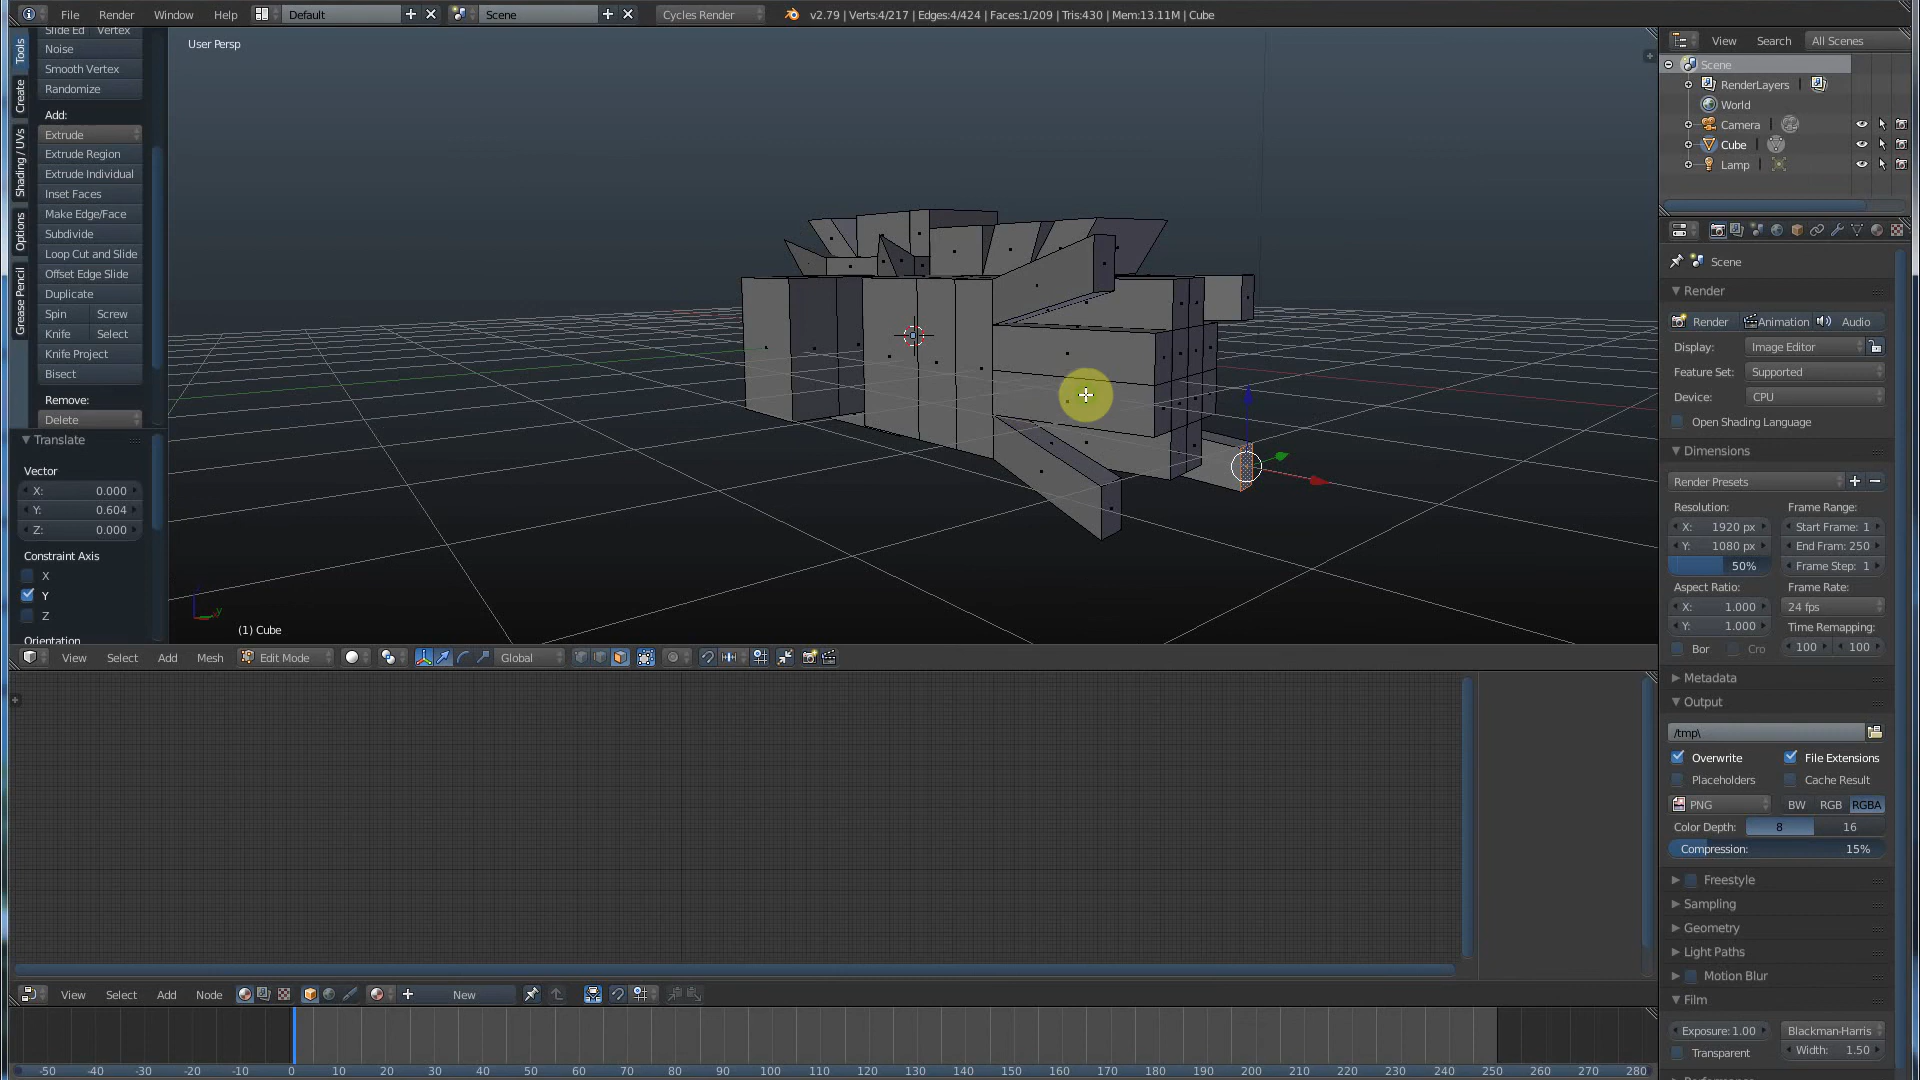 File Render Window Help Default Scene Cycles Render v2.79 | Verts:4/217 | Edges:4/424 | Faces:1/209 | Tris:430 | Mem:13.11M | Cube
Tools
Create
Shading / UVs
Options
Grease Pencil
Slide Ed Vertex
Noise
Smooth Vertex
Randomize
Add:
Extrude
Extrude Region
Extrude Individual
Inset Faces
Make Edge/Face
Subdivide
Loop Cut and Slide
Offset Edge Slide
Duplicate
Spin Screw
Knife Select
Knife Project
Bisect
Remove:
Delete
Translate
Vector
X: 0.000
Y: 0.604
Z: 0.000
Constraint Axis
X
Y
Z
Orientation
User Persp
(1) Cube
View Select Add Mesh Edit Mode Global
View Select Add Node New
-50 -40 -30 -20 -10 0 10 20 30 40 50 60 70 80 90 100 110 120 130 140 150 160 170 180 190 200 210 220 230 240 250 260 270 280
View Search All Scenes
Scene
RenderLayers
World
Camera
Cube
Lamp
Scene
Render
Render Animation Audio
Display: Image Editor
Feature Set: Supported
Device: CPU
Open Shading Language
Dimensions
Render Presets
Resolution: Frame Range:
X: 1920 px Start Frame: 1
Y: 1080 px End Fram: 250
50% Frame Step: 1
Aspect Ratio: Frame Rate:
X: 1.000 24 fps
Y: 1.000 Time Remapping:
Bor Cro 100 100
Metadata
Output
/tmp\
Overwrite File Extensions
Placeholders Cache Result
PNG BW RGB RGBA
Color Depth: 8 16
Compression: 15%
Freestyle
Sampling
Geometry
Light Paths
Motion Blur
Film
Exposure: 1.00 Blackman-Harris
Transparent Width: 1.50